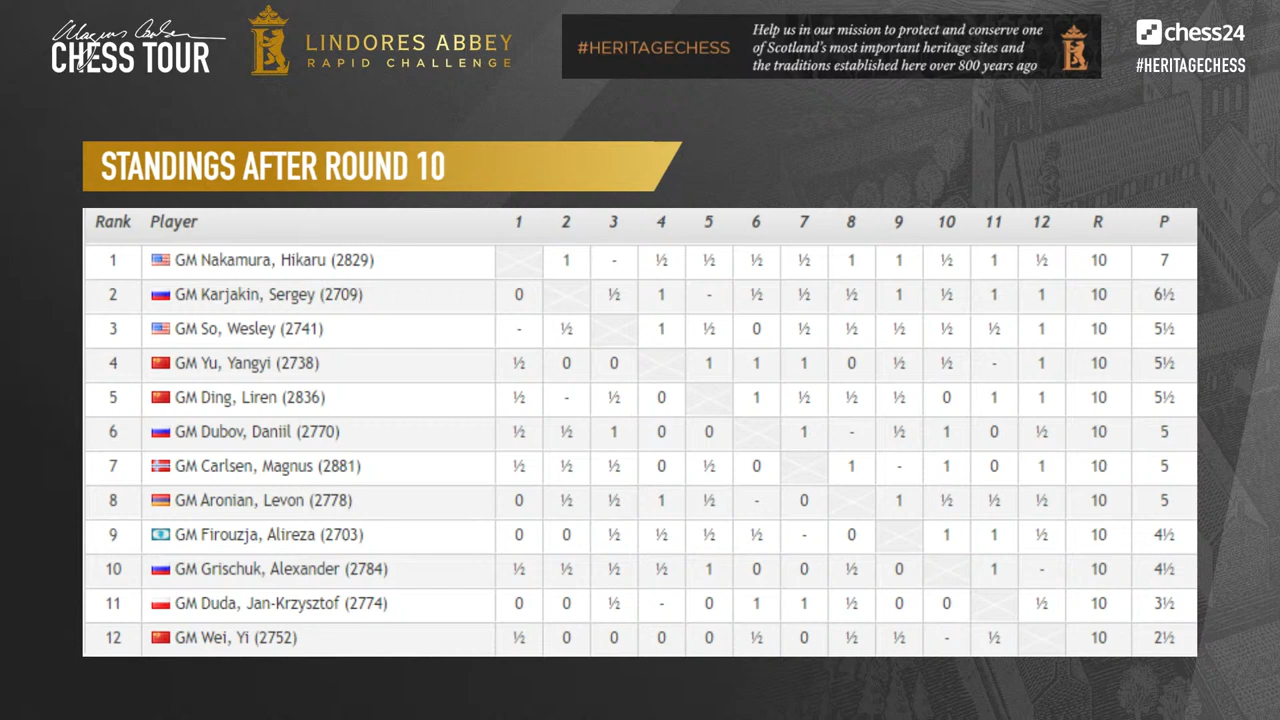 Magnus Carlsen
CHESS TOUR
LINDORES ABBEY
RAPID CHALLENGE
#HERITAGECHESS
Help us in our mission to protect and conserve one
of Scotland's most important heritage sites and
the traditions established here over 800 years ago
chess24
#HERITAGECHESS
STANDINGS AFTER ROUND 10
Rank Player 1 2 3 4 5 6 7 8 9 10 11 12 R P
1 GM Nakamura, Hikaru (2829) 1 - ½ ½ ½ ½ 1 1 ½ 1 ½ 10 7
2 GM Karjakin, Sergey (2709) 0 ½ 1 - ½ ½ ½ 1 ½ 1 1 10 6½
3 GM So, Wesley (2741) - ½ 1 ½ 0 ½ ½ ½ ½ ½ 1 10 5½
4 GM Yu, Yangyi (2738) ½ 0 0 1 1 1 0 ½ ½ - 1 10 5½
5 GM Ding, Liren (2836) ½ - ½ 0 1 ½ ½ ½ 0 1 1 10 5½
6 GM Dubov, Daniil (2770) ½ ½ 1 0 0 1 - ½ 1 0 ½ 10 5
7 GM Carlsen, Magnus (2881) ½ ½ ½ 0 ½ 0 1 - 1 0 1 10 5
8 GM Aronian, Levon (2778) 0 ½ ½ 1 ½ - 0 1 ½ ½ ½ 10 5
9 GM Firouzja, Alireza (2703) 0 0 ½ ½ ½ ½ - 0 1 1 ½ 10 4½
10 GM Grischuk, Alexander (2784) ½ ½ ½ ½ 1 0 0 ½ 0 1 - 10 4½
11 GM Duda, Jan-Krzysztof (2774) 0 0 ½ - 0 1 1 ½ 0 0 ½ 10 3½
12 GM Wei, Yi (2752) ½ 0 0 0 0 ½ 0 ½ ½ - ½ 10 2½